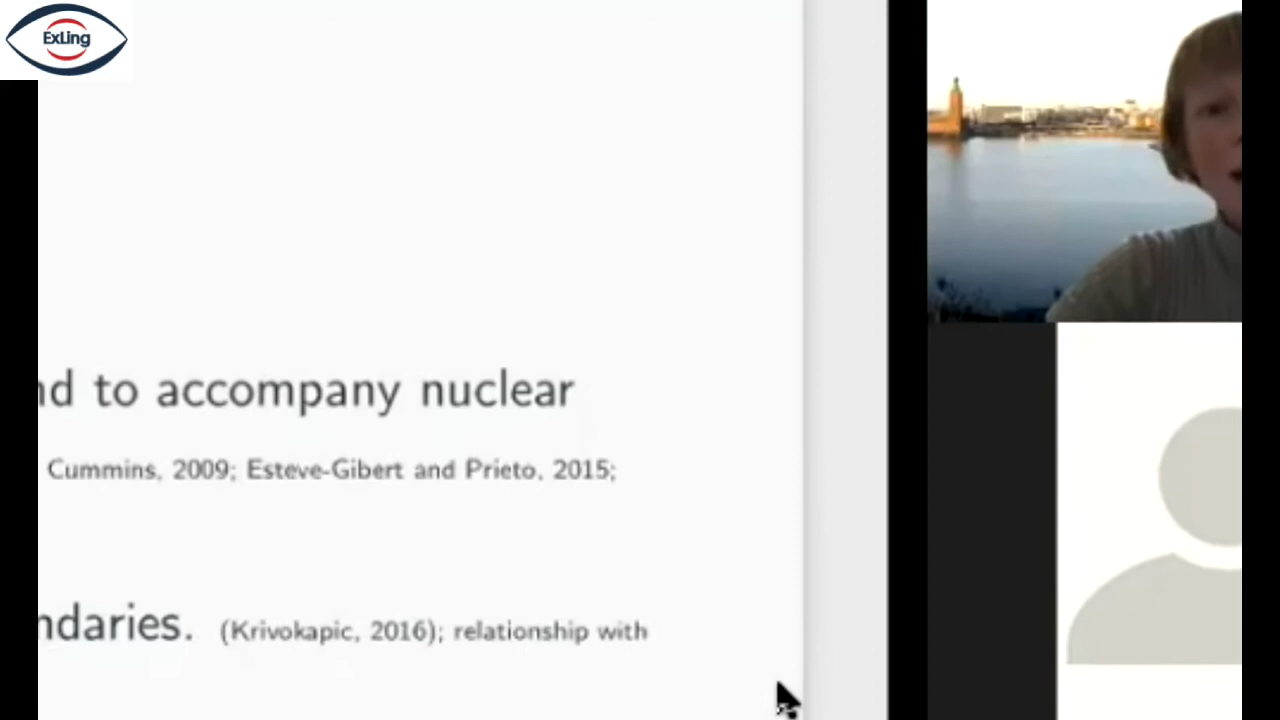 ExLing
nd to accompany nuclear
Cummins, 2009; Esteve-Gibert and Prieto, 2015;
ndaries. (Krivokapic, 2016); relationship with